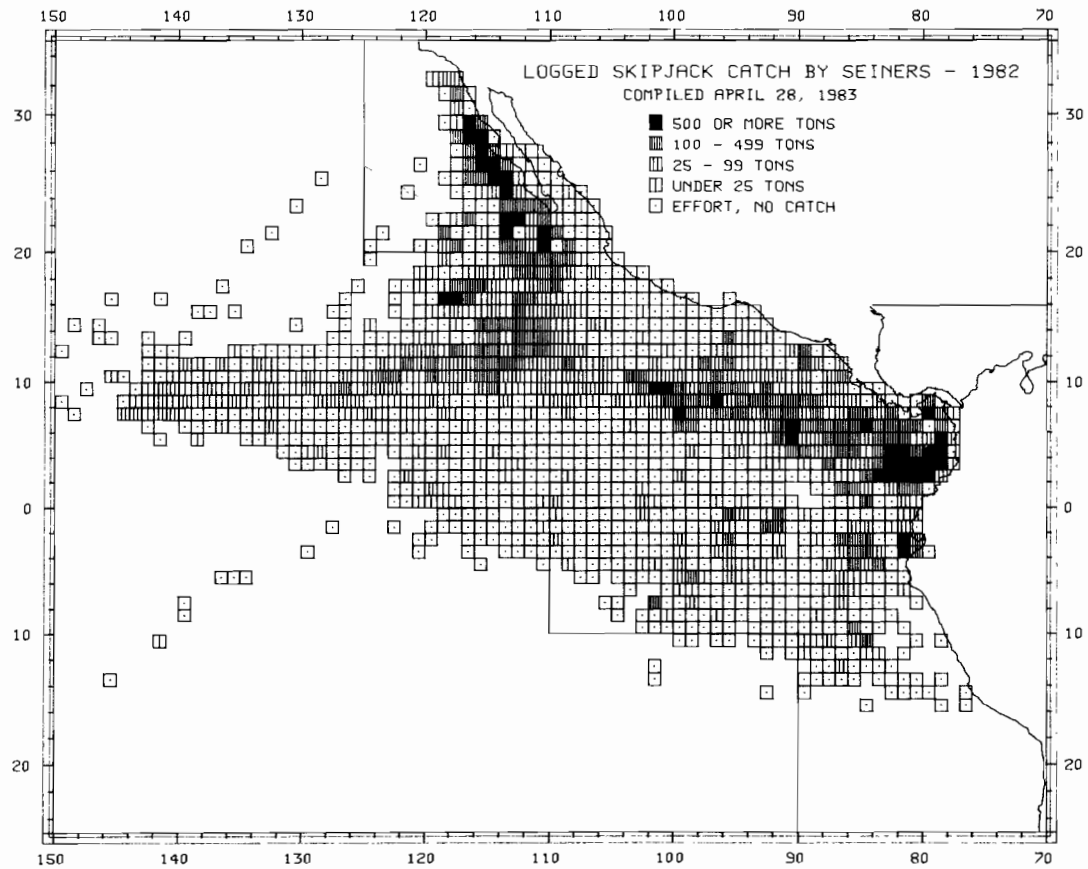 150 140 130 120 110 100 90 80 70
LOGGED SKIPJACK CATCH BY SEINERS - 1982
COMPILED APRIL 28, 1983
500 OR MORE TONS
100 - 499 TONS
25 - 99 TONS
UNDER 25 TONS
EFFORT, NO CATCH
30 30
20 20
10 10
0 0
10 10
20 20
150 140 130 120 110 100 90 80